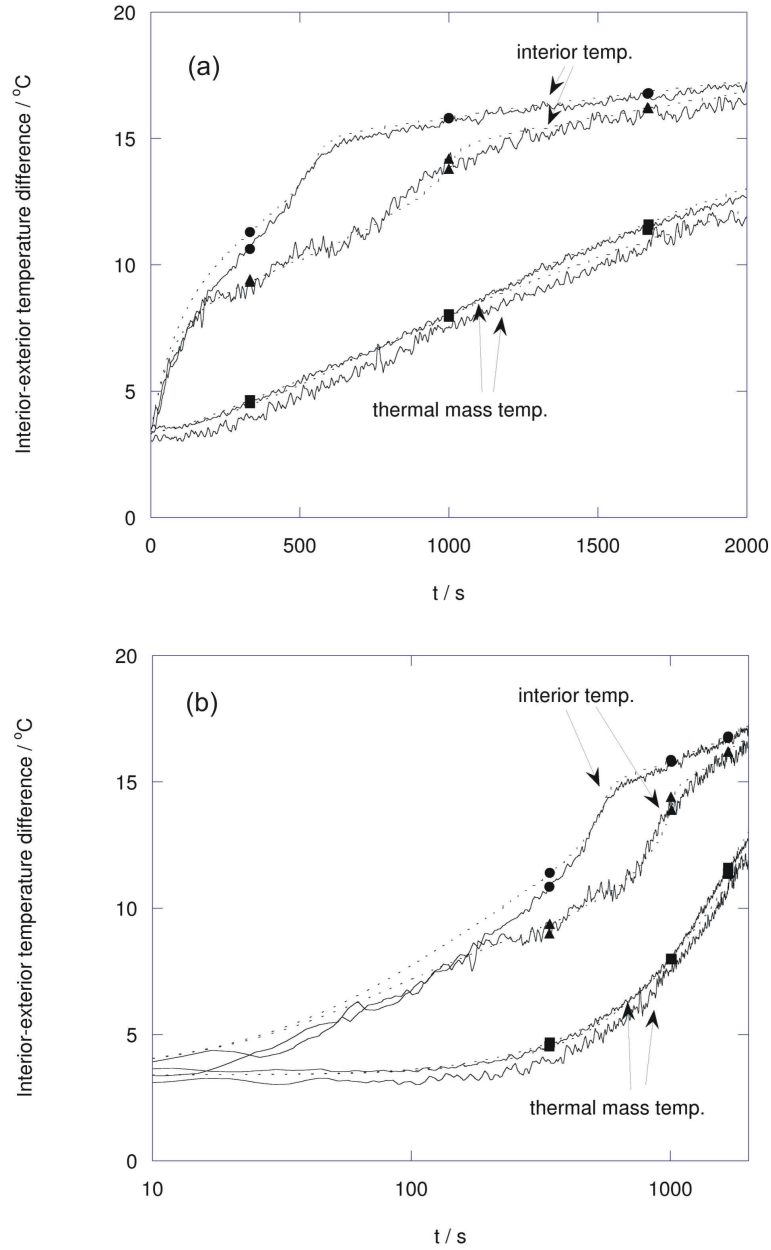 20
(a)
interior temp.
15
10
5
thermal mass temp.
0
0 500 1000 1500 2000
t / s
Interior-exterior temperature difference / °C
20
(b)
interior temp.
15
10
5
thermal mass temp.
0
10 100 1000
t / s
Interior-exterior temperature difference / °C